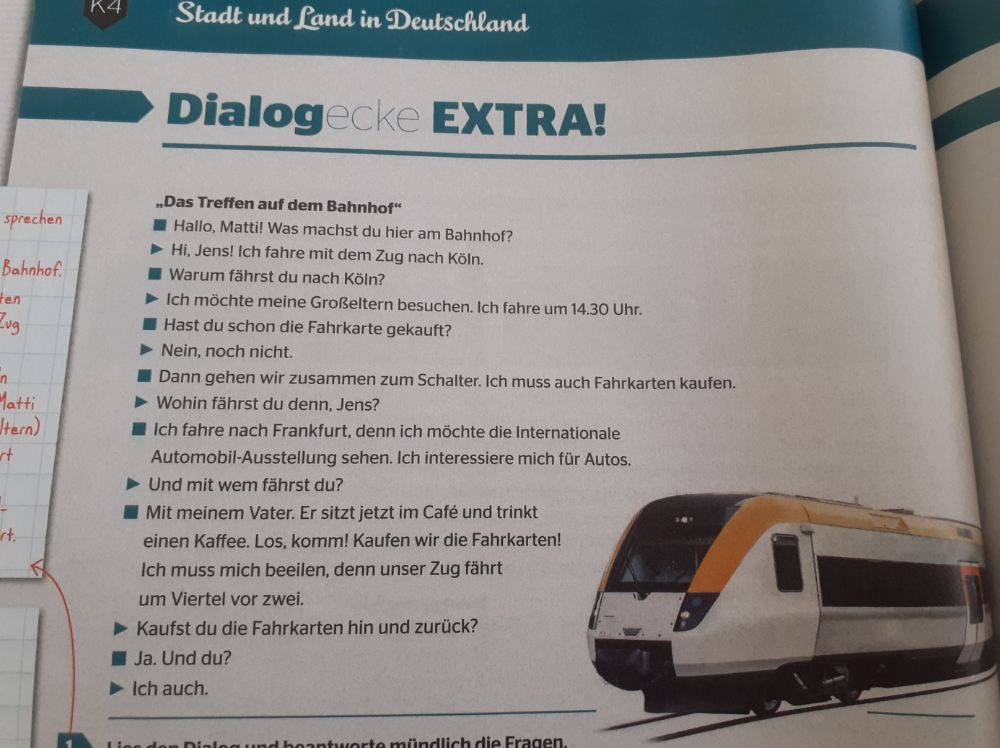 K4
Stadt und Land in Deutschland
Dialogecke EXTRA!
sprechen
Bahnhof.
ten
Zug
n
Matti
ltern)
rt
rt.
„Das Treffen auf dem Bahnhof“
Hallo, Matti! Was machst du hier am Bahnhof?
Hi, Jens! Ich fahre mit dem Zug nach Köln.
Warum fährst du nach Köln?
Ich möchte meine Großeltern besuchen. Ich fahre um 14.30 Uhr.
Hast du schon die Fahrkarte gekauft?
Nein, noch nicht.
Dann gehen wir zusammen zum Schalter. Ich muss auch Fahrkarten kaufen.
Wohin fährst du denn, Jens?
Ich fahre nach Frankfurt, denn ich möchte die Internationale
Automobil-Ausstellung sehen. Ich interessiere mich für Autos.
Und mit wem fährst du?
Mit meinem Vater. Er sitzt jetzt im Café und trinkt
einen Kaffee. Los, komm! Kaufen wir die Fahrkarten!
Ich muss mich beeilen, denn unser Zug fährt
um Viertel vor zwei.
Kaufst du die Fahrkarten hin und zurück?
Ja. Und du?
Ich auch.
1 Lies den Dialog und beantworte mündlich die Fragen.